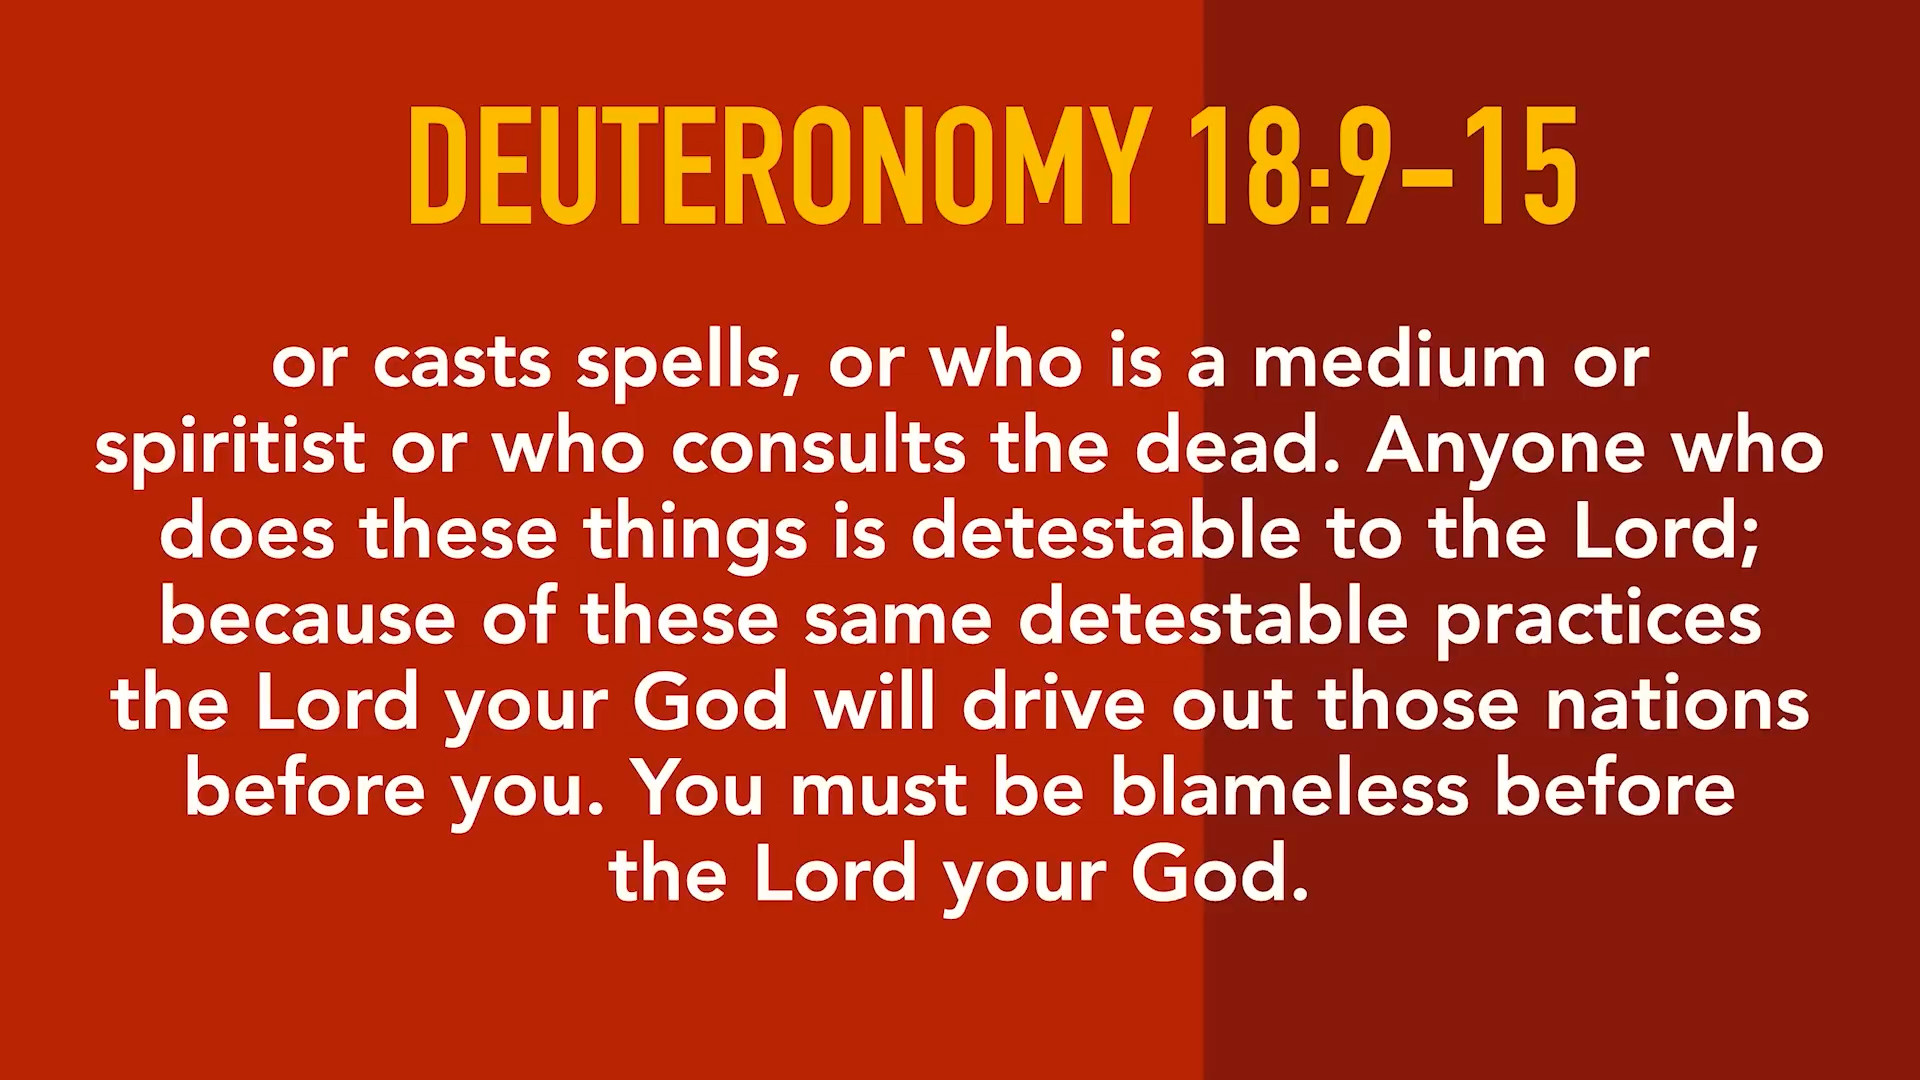 DEUTERONOMY 18:9–15
or casts spells, or who is a medium or
spiritist or who consults the dead. Anyone who
does these things is detestable to the Lord;
because of these same detestable practices
the Lord your God will drive out those nations
before you. You must be blameless before
the Lord your God.